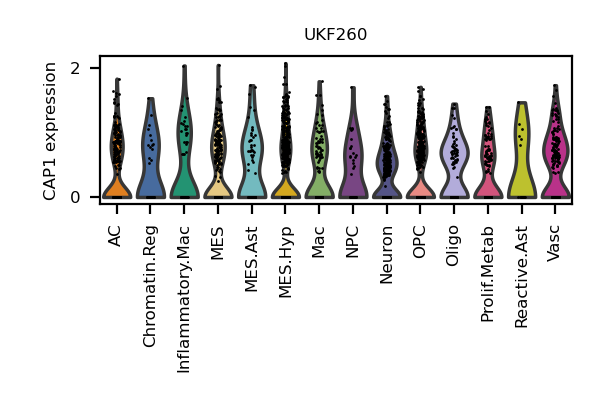 UKF260
CAP1 expression
2
0
AC
Chromatin.Reg
Inflammatory.Mac
MES
MES.Ast
MES.Hyp
Mac
NPC
Neuron
OPC
Oligo
Prolif.Metab
Reactive.Ast
Vasc